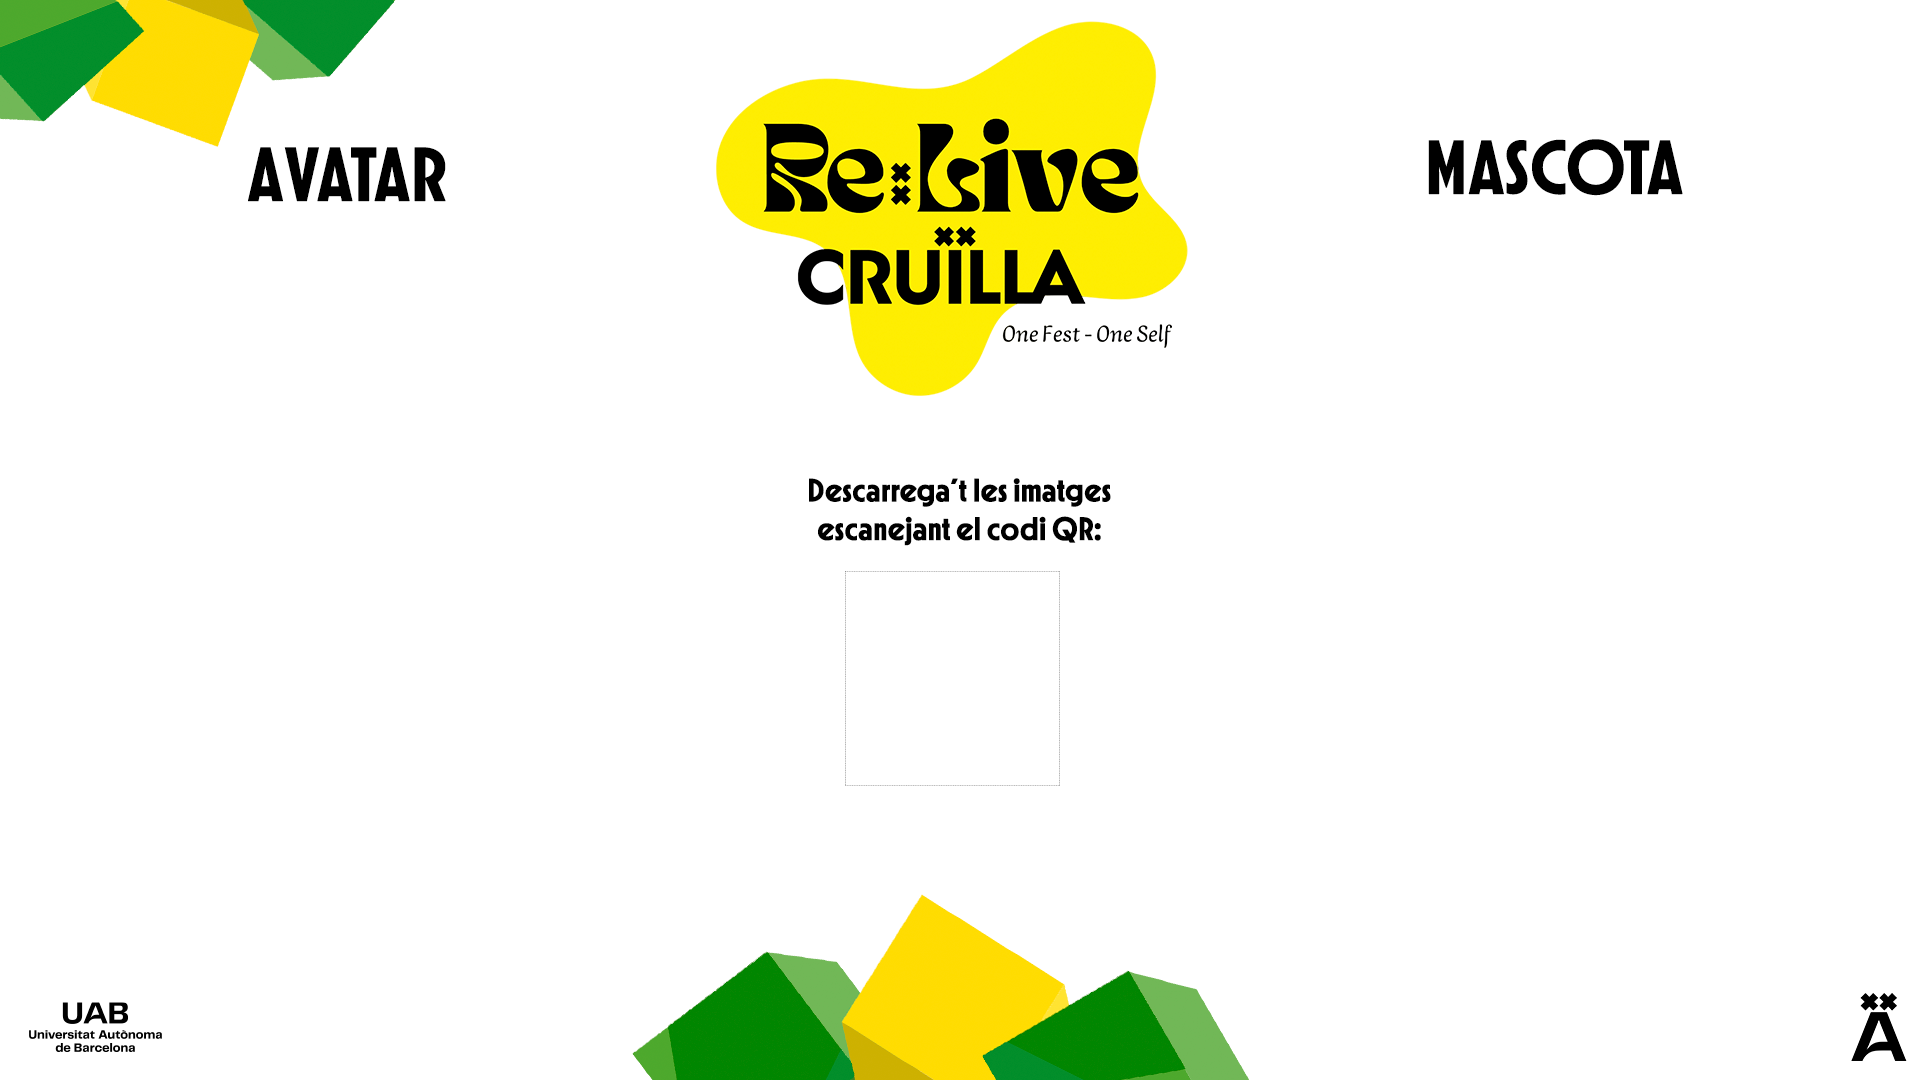 AVATAR
Re:Live
CRUÏLLA
One Fest - One Self
MASCOTA
Descarrega´t les imatges
escanejant el codi QR:
UAB
Universitat Autònoma
de Barcelona
Ä